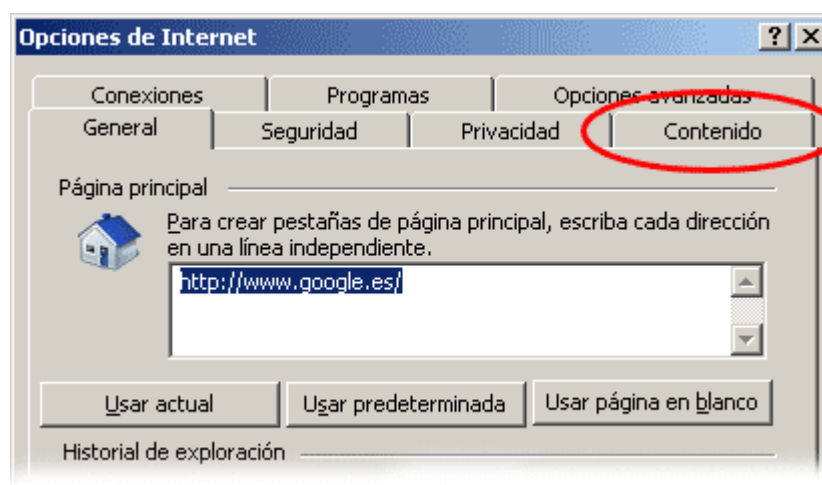 Opciones de Internet
Conexiones Programas Opciones avanzadas
General Seguridad Privacidad Contenido
Página principal
Para crear pestañas de página principal, escriba cada dirección
en una línea independiente.
http://www.google.es/
Usar actual Usar predeterminada Usar página en blanco
Historial de exploración